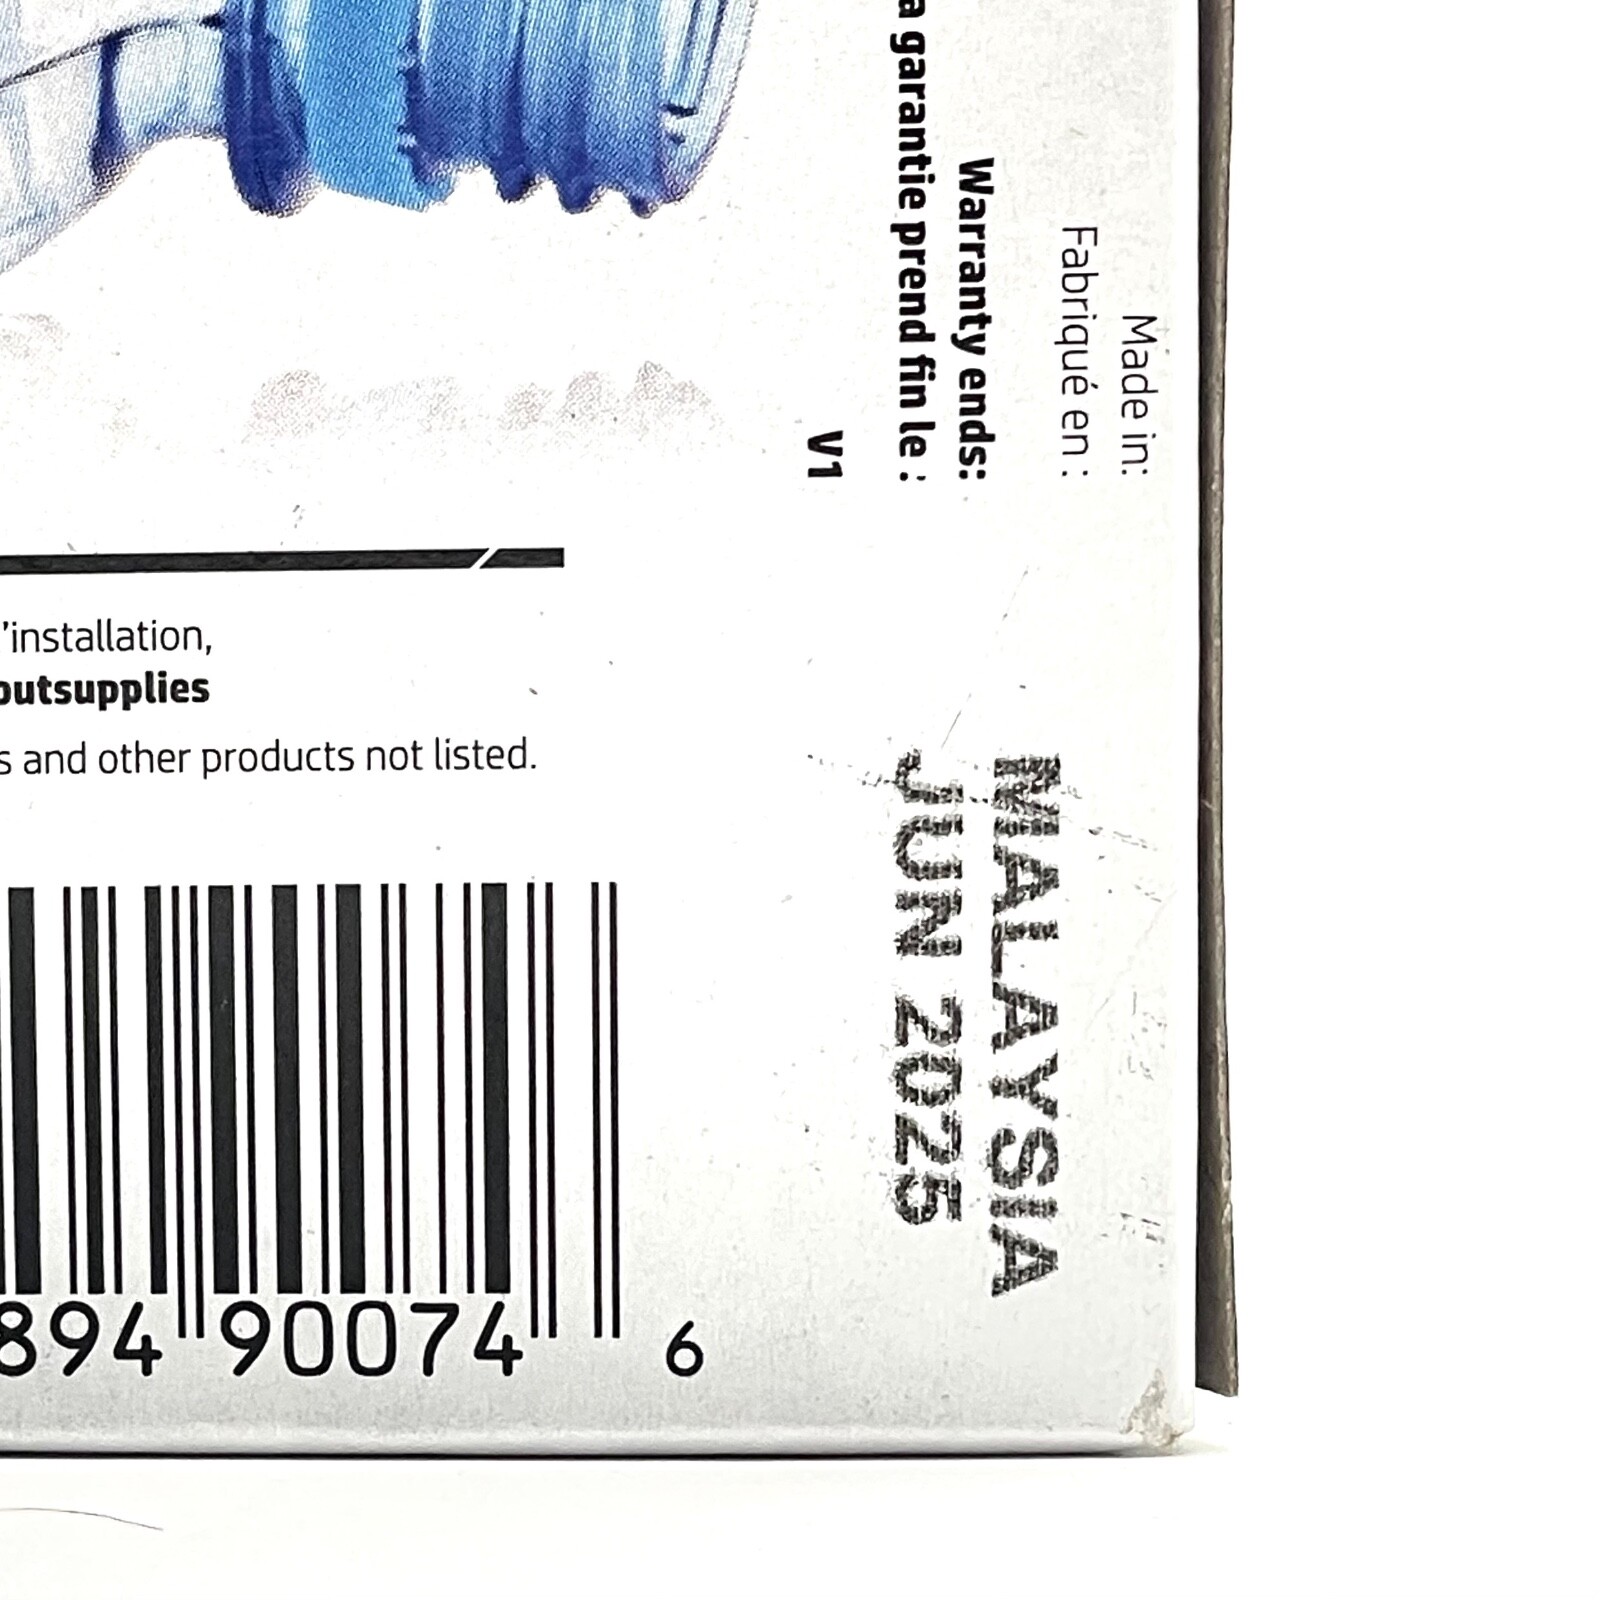 Made in:
Fabriqué en :
Warranty ends:
a garantie prend fin le :
V1
MALAYSIA
JUN 2025
'installation,
outsupplies
s and other products not listed.
894 90074 6